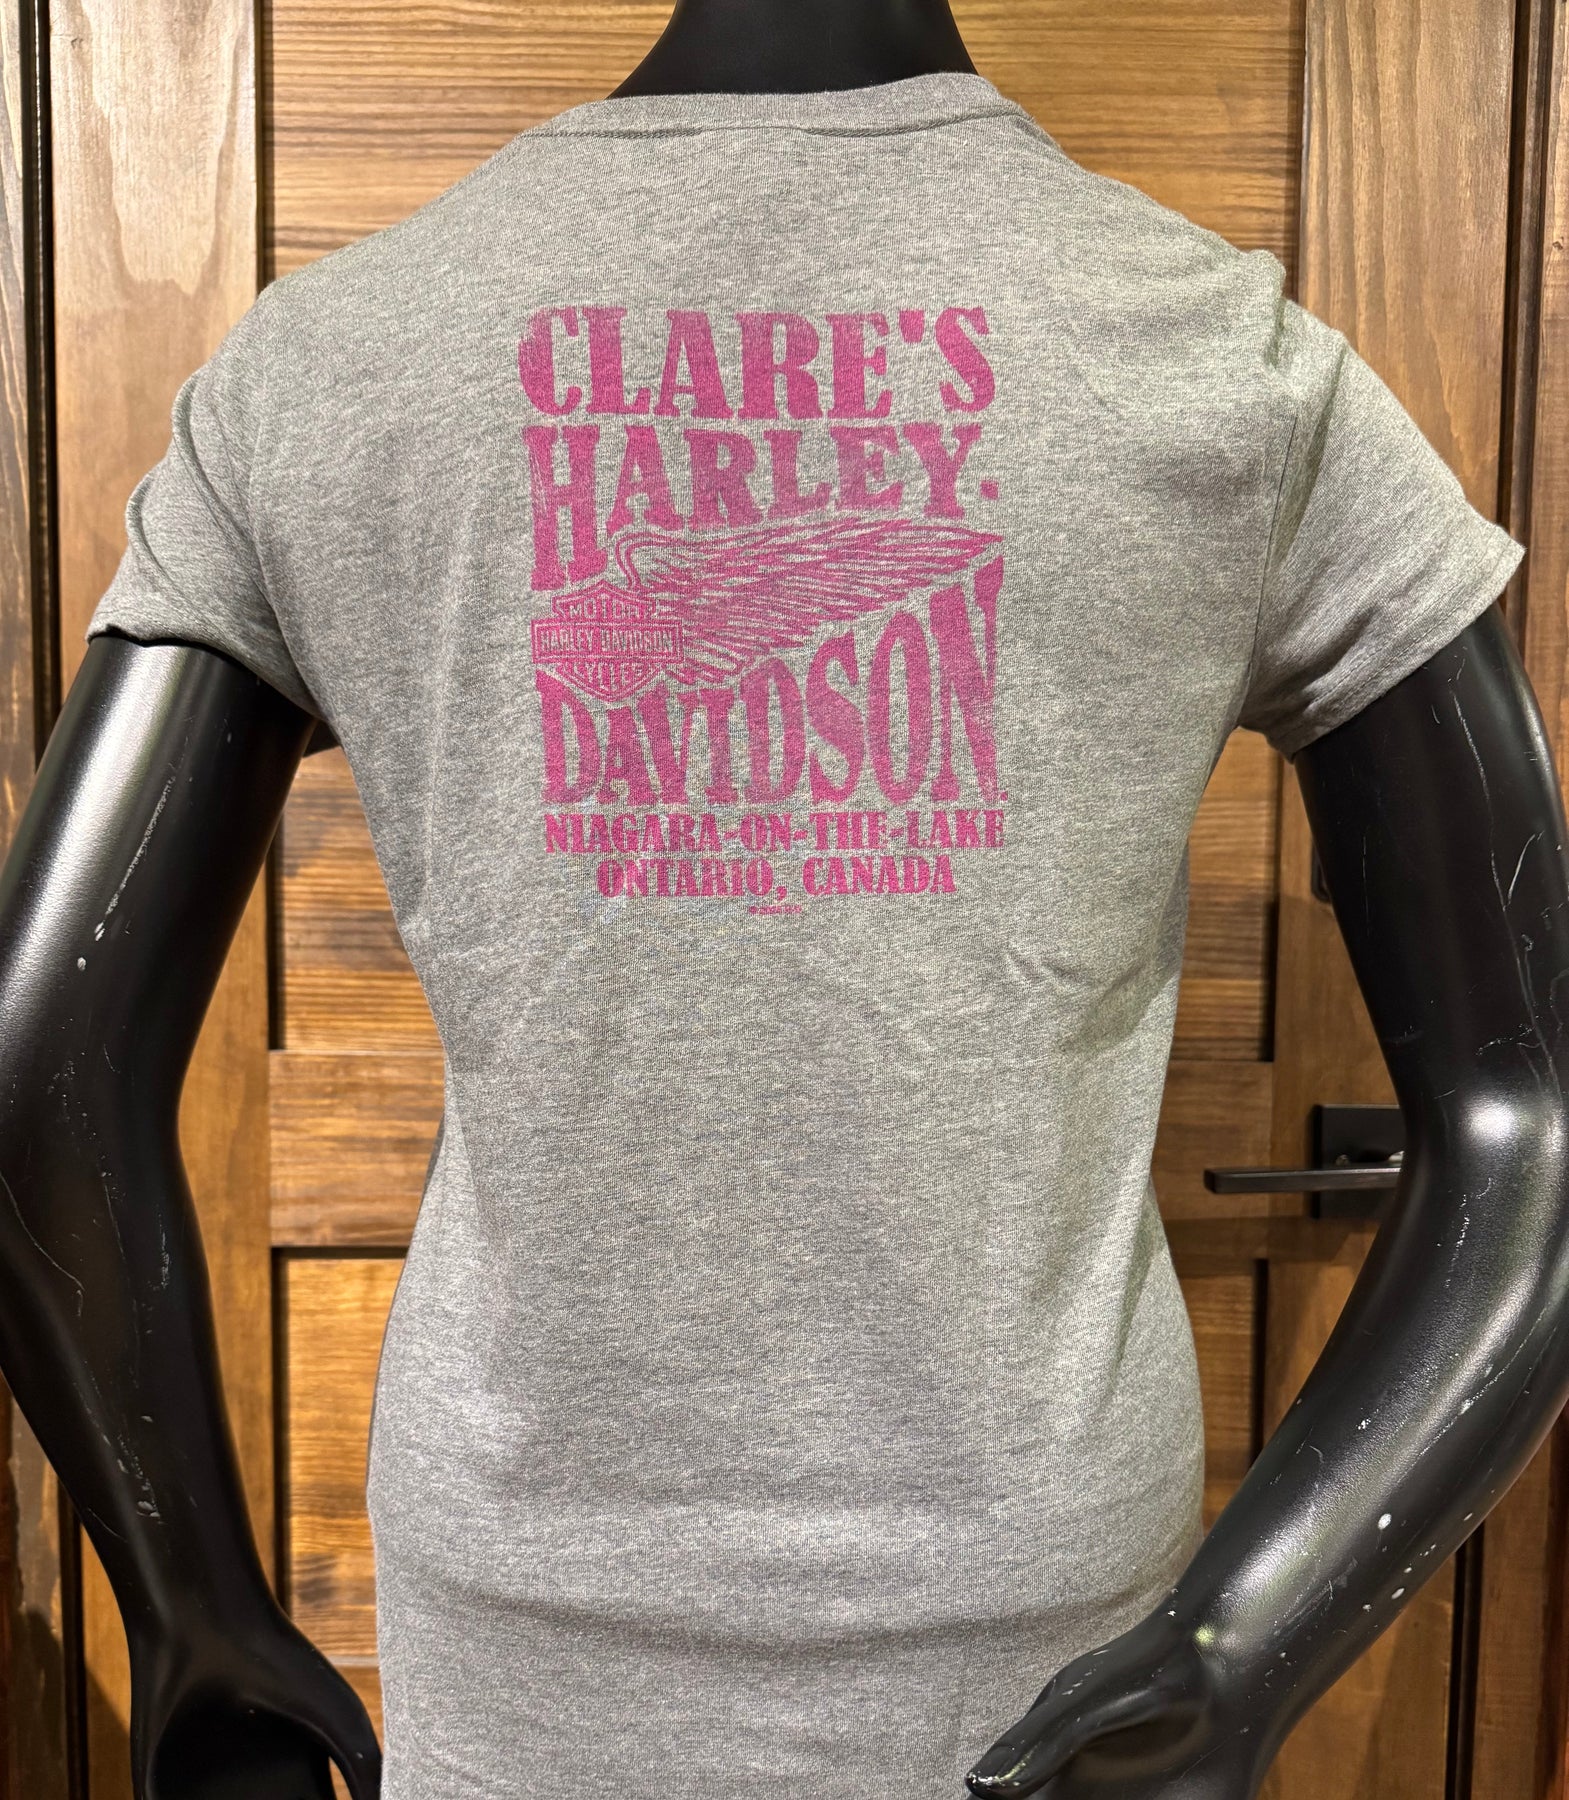 CLARE'S
HARLEY-
MOTOR
HARLEY-DAVIDSON
CYCLES
DAVIDSON.
NIAGARA-ON-THE-LAKE
ONTARIO, CANADA